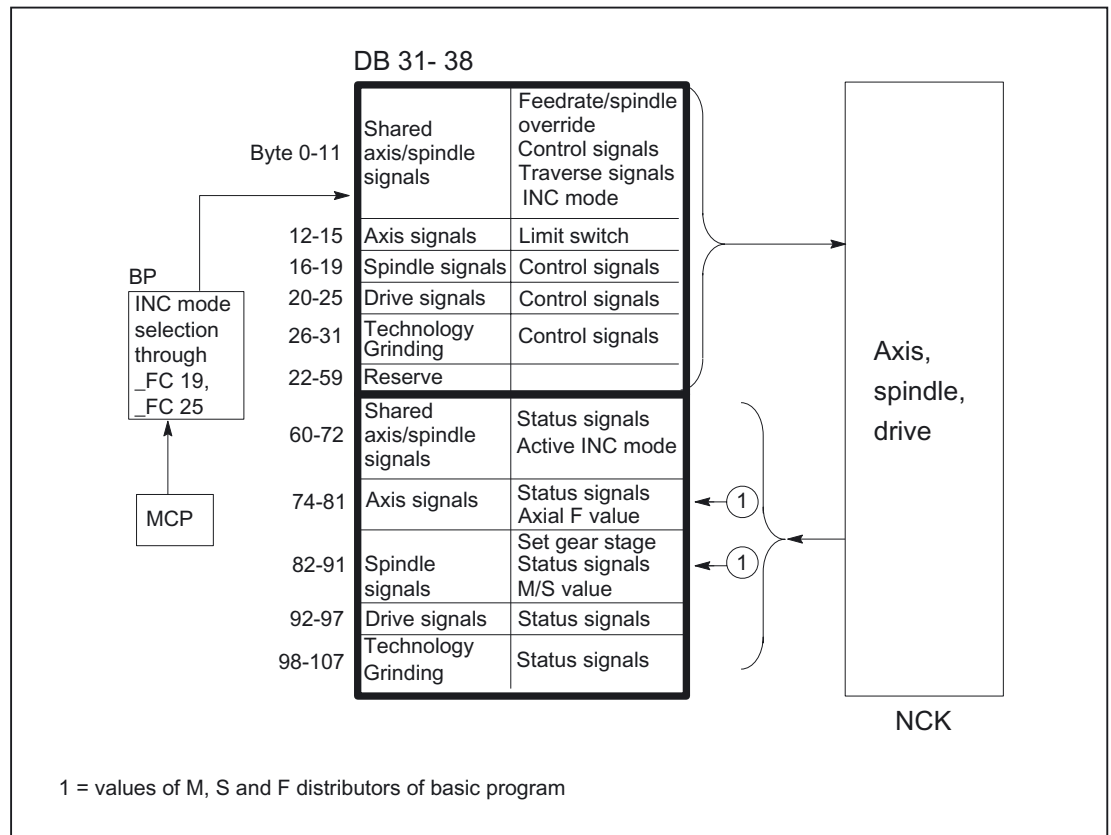 DB 31- 38
Byte 0-11
Shared
axis/spindle
signals
Feedrate/spindle
override
Control signals
Traverse signals
INC mode
12-15
Axis signals
Limit switch
16-19
Spindle signals
Control signals
20-25
Drive signals
Control signals
26-31
Technology
Grinding
Control signals
22-59
Reserve
60-72
Shared
axis/spindle
signals
Status signals
Active INC mode
74-81
Axis signals
Status signals
Axial F value
1
82-91
Spindle
signals
Set gear stage
Status signals
M/S value
1
92-97
Drive signals
Status signals
98-107
Technology
Grinding
Status signals
BP
INC mode
selection
through
_FC 19,
_FC 25
MCP
Axis,
spindle,
drive
NCK
1 = values of M, S and F distributors of basic program